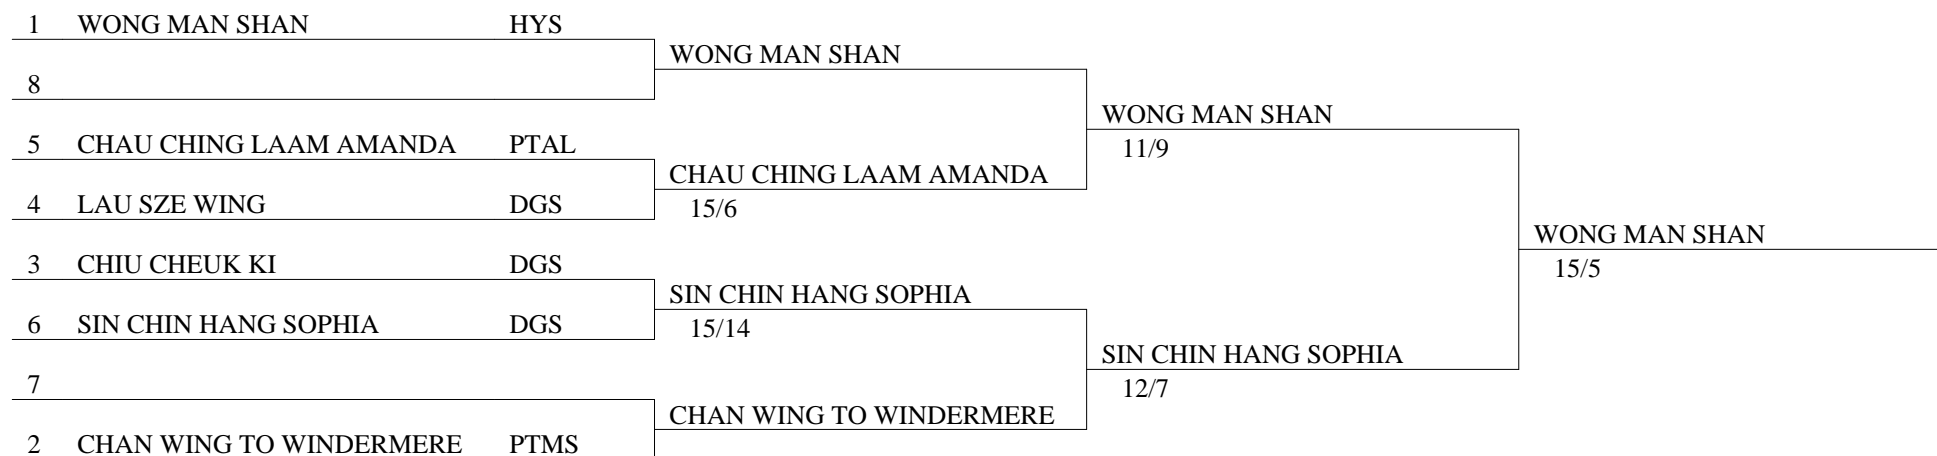 1 WONG MAN SHAN HYS
WONG MAN SHAN
8
WONG MAN SHAN
5 CHAU CHING LAAM AMANDA PTAL
11/9
CHAU CHING LAAM AMANDA
4 LAU SZE WING DGS
15/6
WONG MAN SHAN
3 CHIU CHEUK KI DGS
15/5
SIN CHIN HANG SOPHIA
6 SIN CHIN HANG SOPHIA DGS
15/14
SIN CHIN HANG SOPHIA
7
12/7
CHAN WING TO WINDERMERE
2 CHAN WING TO WINDERMERE PTMS